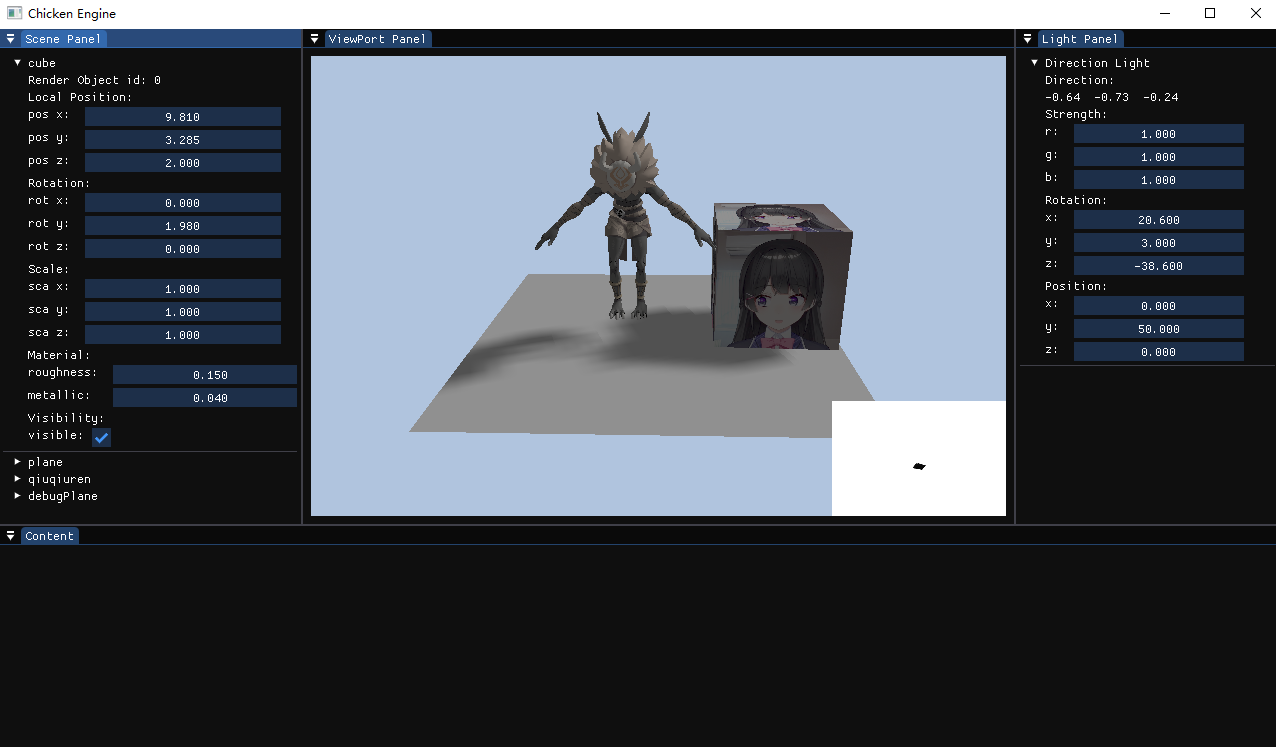 Chicken Engine
Scene Panel
cube
Render Object id: 0
Local Position:
pos x: 9.810
pos y: 3.285
pos z: 2.000
Rotation:
rot x: 0.000
rot y: 1.980
rot z: 0.000
Scale:
sca x: 1.000
sca y: 1.000
sca z: 1.000
Material:
roughness: 0.150
metallic: 0.040
Visibility:
visible:
plane
qiuqiuren
debugPlane
ViewPort Panel
Light Panel
Direction Light
Direction:
-0.64 -0.73 -0.24
Strength:
r: 1.000
g: 1.000
b: 1.000
Rotation:
x: 20.600
y: 3.000
z: -38.600
Position:
x: 0.000
y: 50.000
z: 0.000
Content